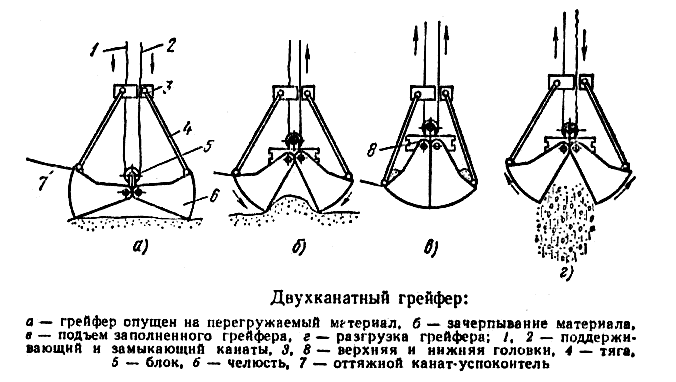 1 2
3
4
5
6
7
8
а) б) в) г)
Двухканатный грейфер:
а — грейфер опущен на перегружаемый материал, б — зачерпывание материала,
в — подъем заполненного грейфера, г — разгрузка грейфера; 1, 2 — поддержи-
вающий и замыкающий канаты, 3, 8 — верхняя и нижняя головки, 4 — тяга,
5 — блок, 6 — челюсть, 7 — оттяжной канат-успокоитель